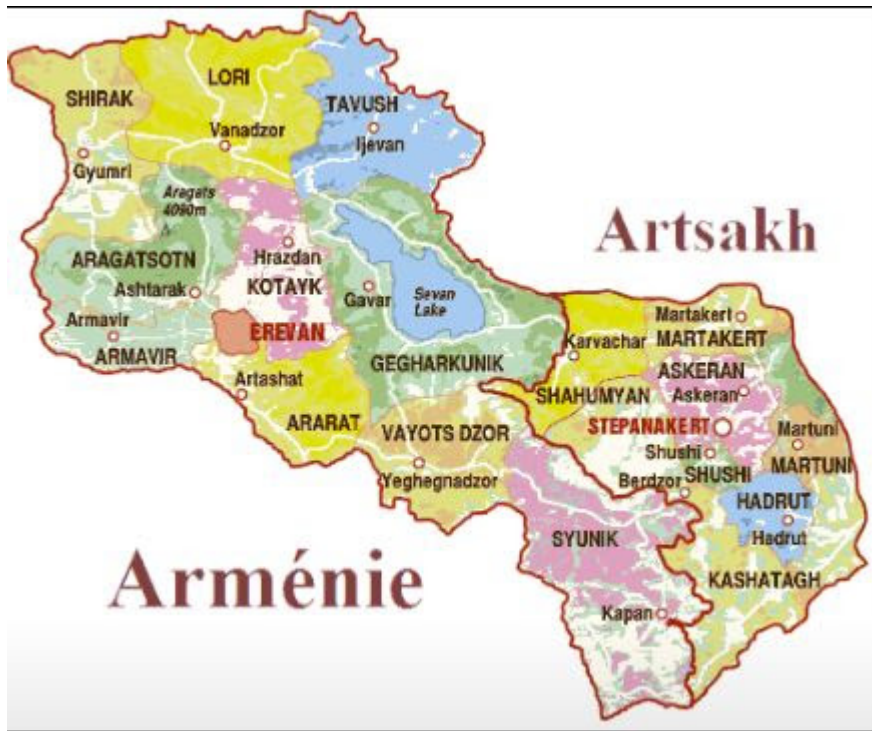 LORI
SHIRAK
TAVUSH
Vanadzor
Ijevan
Gyumri
Aragats
4090m
Artsakh
Hrazdan
ARAGATSOTN
KOTAYK
Ashtarak
Gavar
Sevan
Lake
Armavir
EREVAN
Martakert
Karvachar
MARTAKERT
ARMAVIR
GEGHARKUNIK
ASKERAN
Artashat
SHAHUMYAN
Askeran
ARARAT
VAYOTS DZOR
STEPANAKERT
Martuni
Shushi
MARTUNI
Yeghegnadzor
Berdzor
SHUSHI
HADRUT
SYUNIK
Hadrut
Arménie
KASHATAGH
Kapan